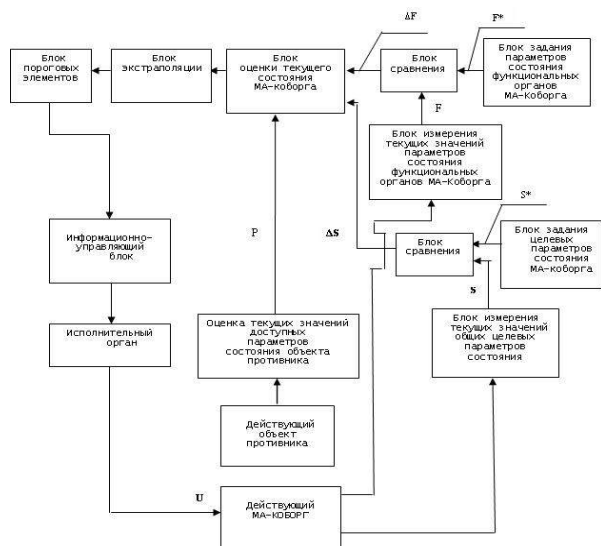 ΔF
F*
Блок
пороговых
элементов
Блок
экстраполяции
Блок
оценки текущего
состояния
МА-коборга
Блок
сравнения
Блок задания
параметров
состояния
функциональных
органов
МА-Коборга
F
Блок измерения
текущих значений
параметров
состояния
функциональных
органов МА-Коборга
S*
Информационно-
управляющий
блок
P
ΔS
Блок
сравнения
Блок задания
целевых
параметров
состояния
МА-коборга
S
Исполнительный
орган
Оценка текущих значений
доступных
параметров
состояния объекта
противника
Блок измерения
текущих значений
общих целевых
параметров
состояния
Действующий
объект
противника
U
Действующий
МА-КОБОРГ